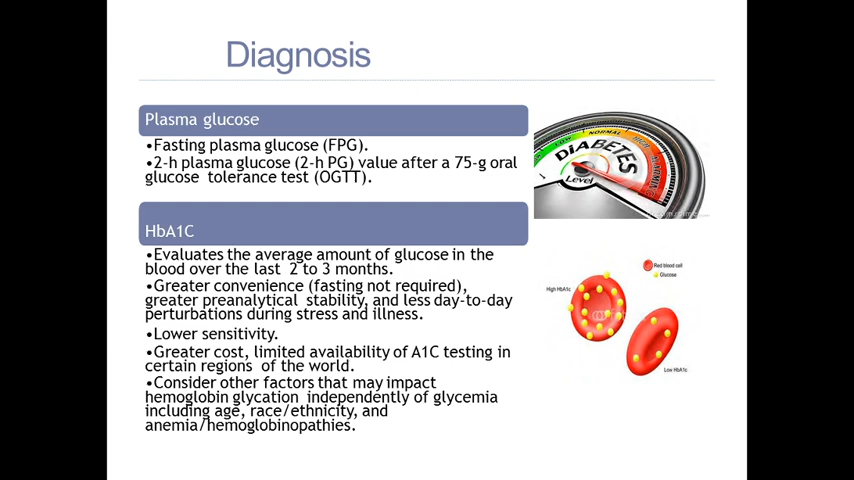 Diagnosis
Plasma glucose
•Fasting plasma glucose (FPG).
•2-h plasma glucose (2-h PG) value after a 75-g oral
glucose tolerance test (OGTT).
HbA1C
•Evaluates the average amount of glucose in the
blood over the last 2 to 3 months.
•Greater convenience (fasting not required),
greater preanalytical stability, and less day-to-day
perturbations during stress and illness.
•Lower sensitivity.
•Greater cost, limited availability of A1C testing in
certain regions of the world.
•Consider other factors that may impact
hemoglobin glycation independently of glycemia
including age, race/ethnicity, and
anemia/hemoglobinopathies.
LOW
NORMAL
HIGH
DIABETES
Level
Red blood cell
Glucose
High HbA1c
Low HbA1c